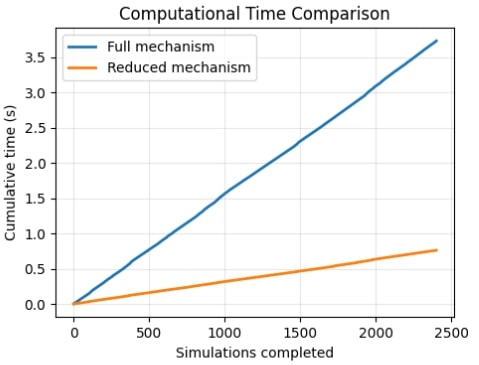 Computational Time Comparison
Full mechanism
Reduced mechanism
Cumulative time (s)
3.5
3.0
2.5
2.0
1.5
1.0
0.5
0.0
0 500 1000 1500 2000 2500
Simulations completed